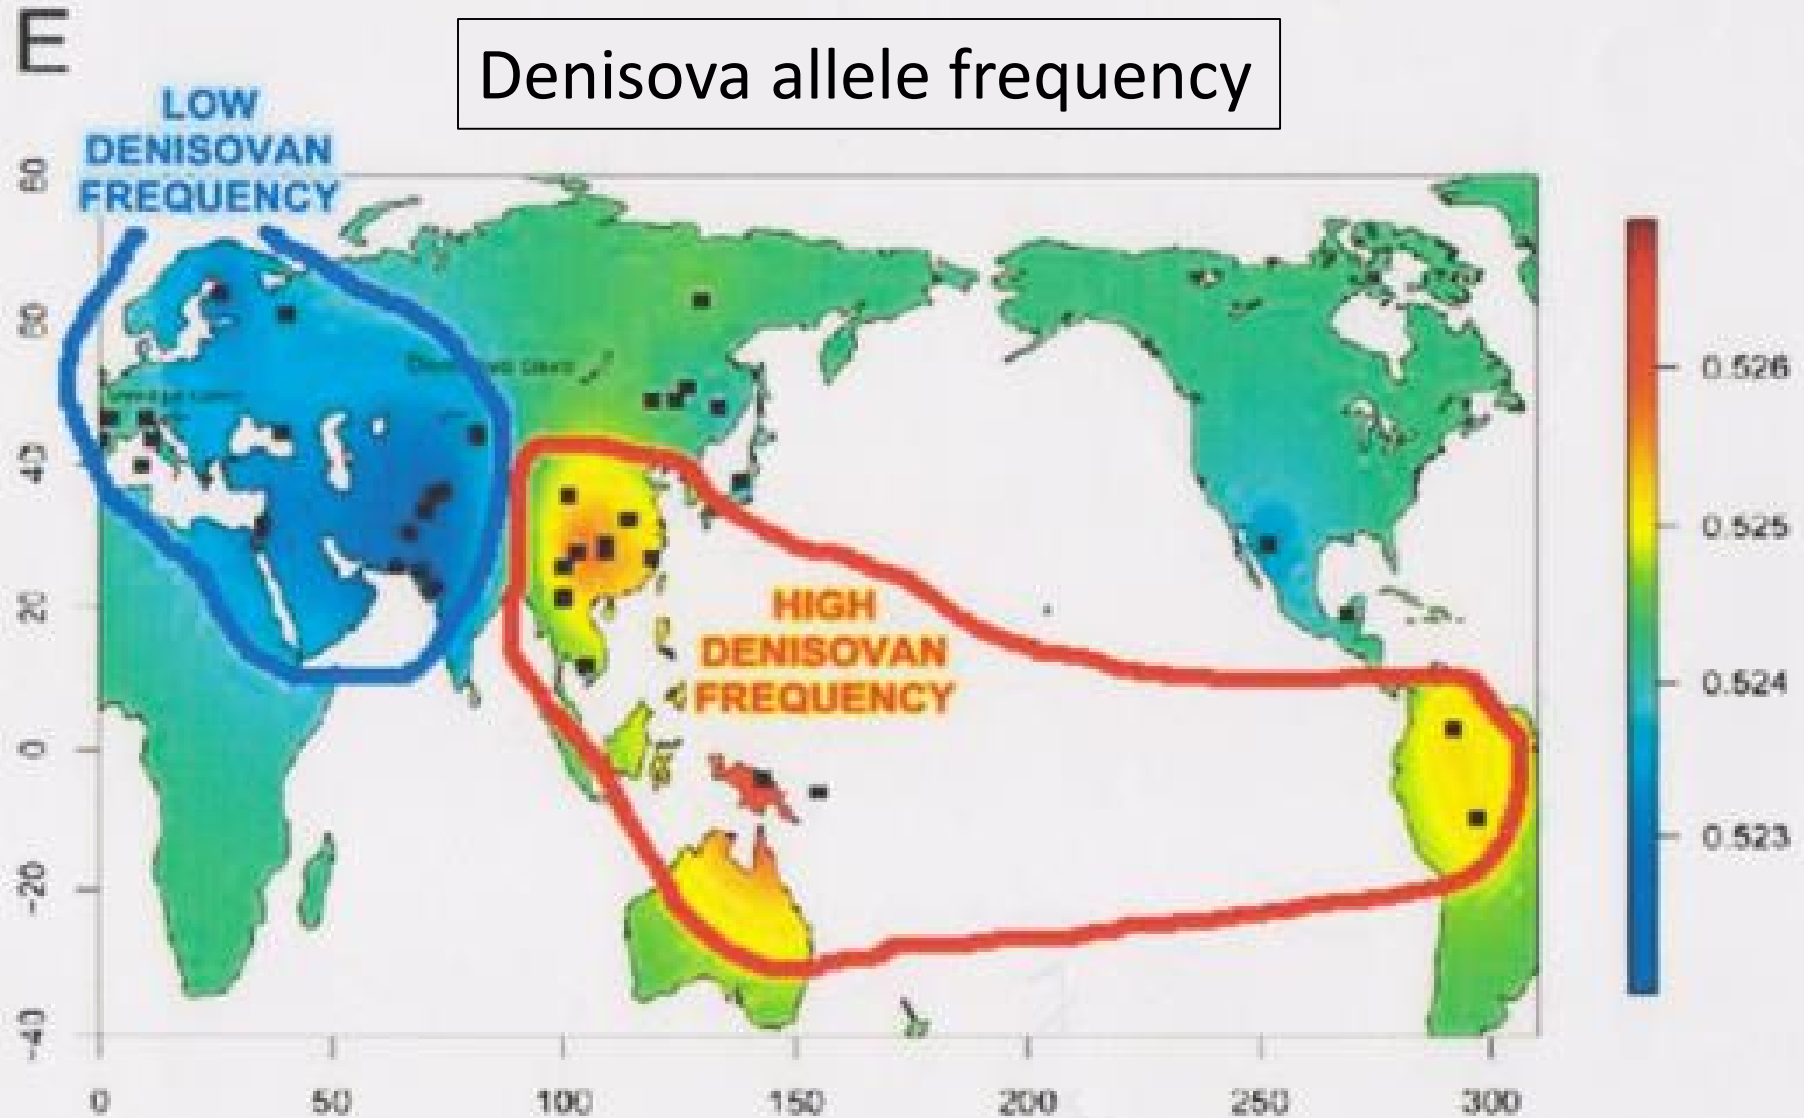 E
Denisova allele frequency
LOW
DENISOVAN
FREQUENCY
HIGH
DENISOVAN
FREQUENCY
60
40
20
0
-20
-40
0 50 100 150 200 250 300
0.526
0.525
0.524
0.523